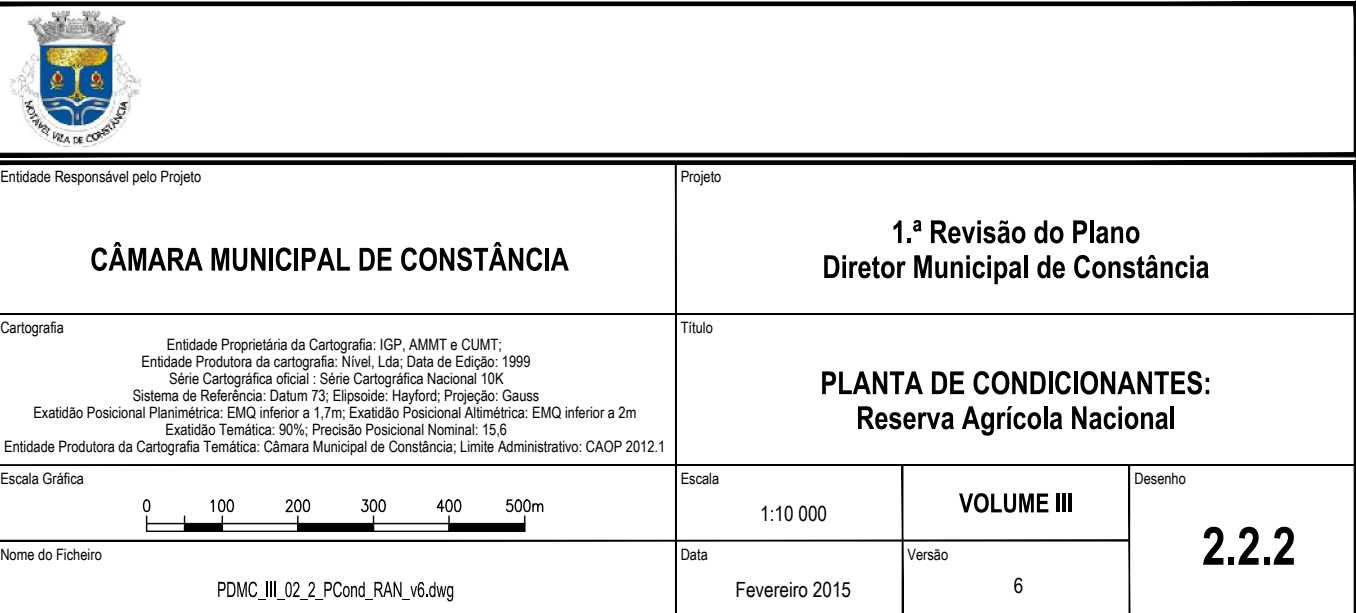 NOTÁVEL VILA DE CONSTÂNCIA
Entidade Responsável pelo Projeto
CÂMARA MUNICIPAL DE CONSTÂNCIA
Projeto
1.ª Revisão do Plano
Diretor Municipal de Constância
Cartografia
Entidade Proprietária da Cartografia: IGP, AMMT e CUMT;
Entidade Produtora da cartografia: Nível, Lda; Data de Edição: 1999
Série Cartográfica oficial : Série Cartográfica Nacional 10K
Sistema de Referência: Datum 73; Elipsoide: Hayford; Projeção: Gauss
Exatidão Posicional Planimétrica: EMQ inferior a 1,7m; Exatidão Posicional Altimétrica: EMQ inferior a 2m
Exatidão Temática: 90%; Precisão Posicional Nominal: 15,6
Entidade Produtora da Cartografia Temática: Câmara Municipal de Constância; Limite Administrativo: CAOP 2012.1
Título
PLANTA DE CONDICIONANTES:
Reserva Agrícola Nacional
Escala Gráfica
0 100 200 300 400 500m
Escala
1:10 000
VOLUME III
Desenho
2.2.2
Nome do Ficheiro
PDMC_III_02_2_PCond_RAN_v6.dwg
Data
Fevereiro 2015
Versão
6